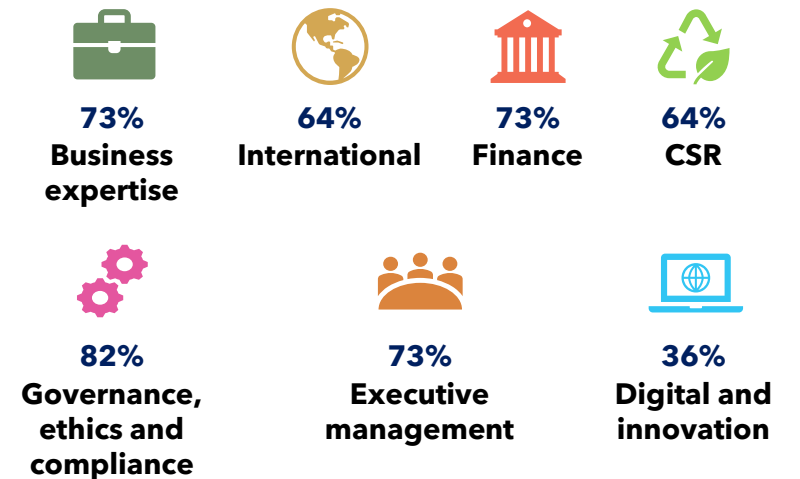 73%
Business
expertise
64%
International
73%
Finance
64%
CSR
82%
Governance,
ethics and
compliance
73%
Executive
management
36%
Digital and
innovation